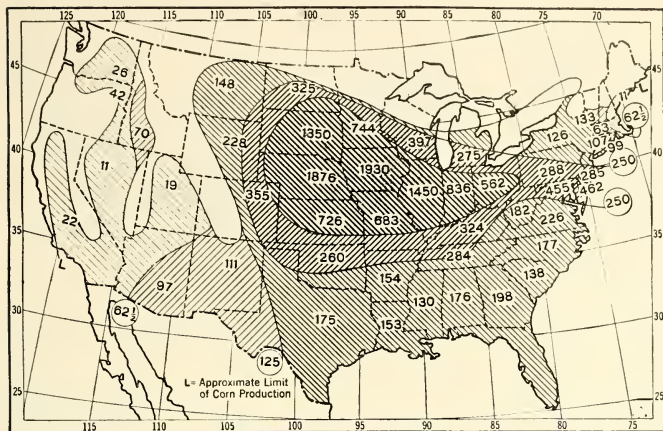 125 120 115 110 105 100 95 90 85 80 75 70
45 26 148 325 11 45
42 1350 744 133 62½
397 126 63
70 228 107
99
40 11 1876 1930 275 288 285 250 40
19 355 1450 836 562 455 462
22 726 683 182 250
35 324 226 35
111 260 284 177
97 154 138
30 62½ 175 130 176 198 30
153
125
L
L
L = Approximate Limit
of Corn Production
25 25
115 110 105 100 95 90 85 80